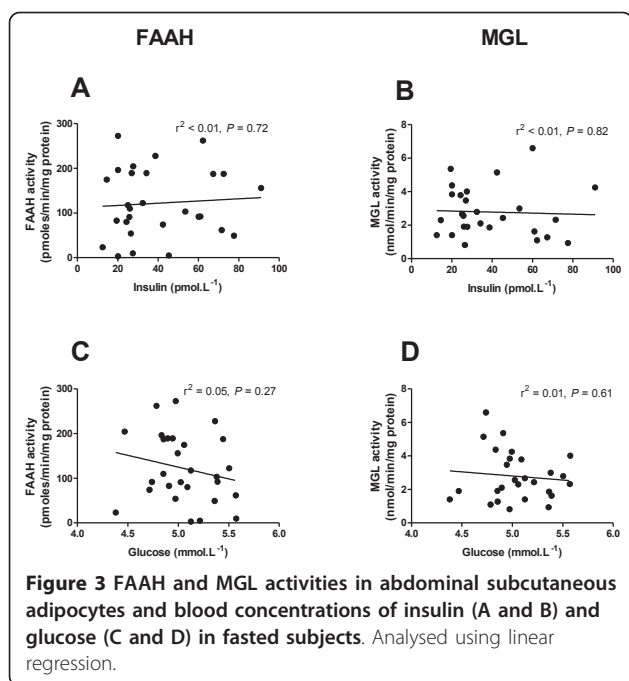 FAAH
MGL
A
r² < 0.01, P = 0.72
FAAH activity
(pmoles/min/mg protein)
300
200
100
0
0 20 40 60 80 100
Insulin (pmol.L⁻¹)
B
r² < 0.01, P = 0.82
MGL activity
(nmol/min/mg protein)
8
6
4
2
0
0 20 40 60 80 100
Insulin (pmol.L⁻¹)
C
r² = 0.05, P = 0.27
FAAH activity
(pmoles/min/mg protein)
300
200
100
0
4.0 4.5 5.0 5.5 6.0
Glucose (mmol.L⁻¹)
D
r² = 0.01, P = 0.61
MGL activity
(nmol/min/mg protein)
8
6
4
2
0
4.0 4.5 5.0 5.5 6.0
Glucose (mmol.L⁻¹)
Figure 3 FAAH and MGL activities in abdominal subcutaneous
adipocytes and blood concentrations of insulin (A and B) and
glucose (C and D) in fasted subjects. Analysed using linear
regression.